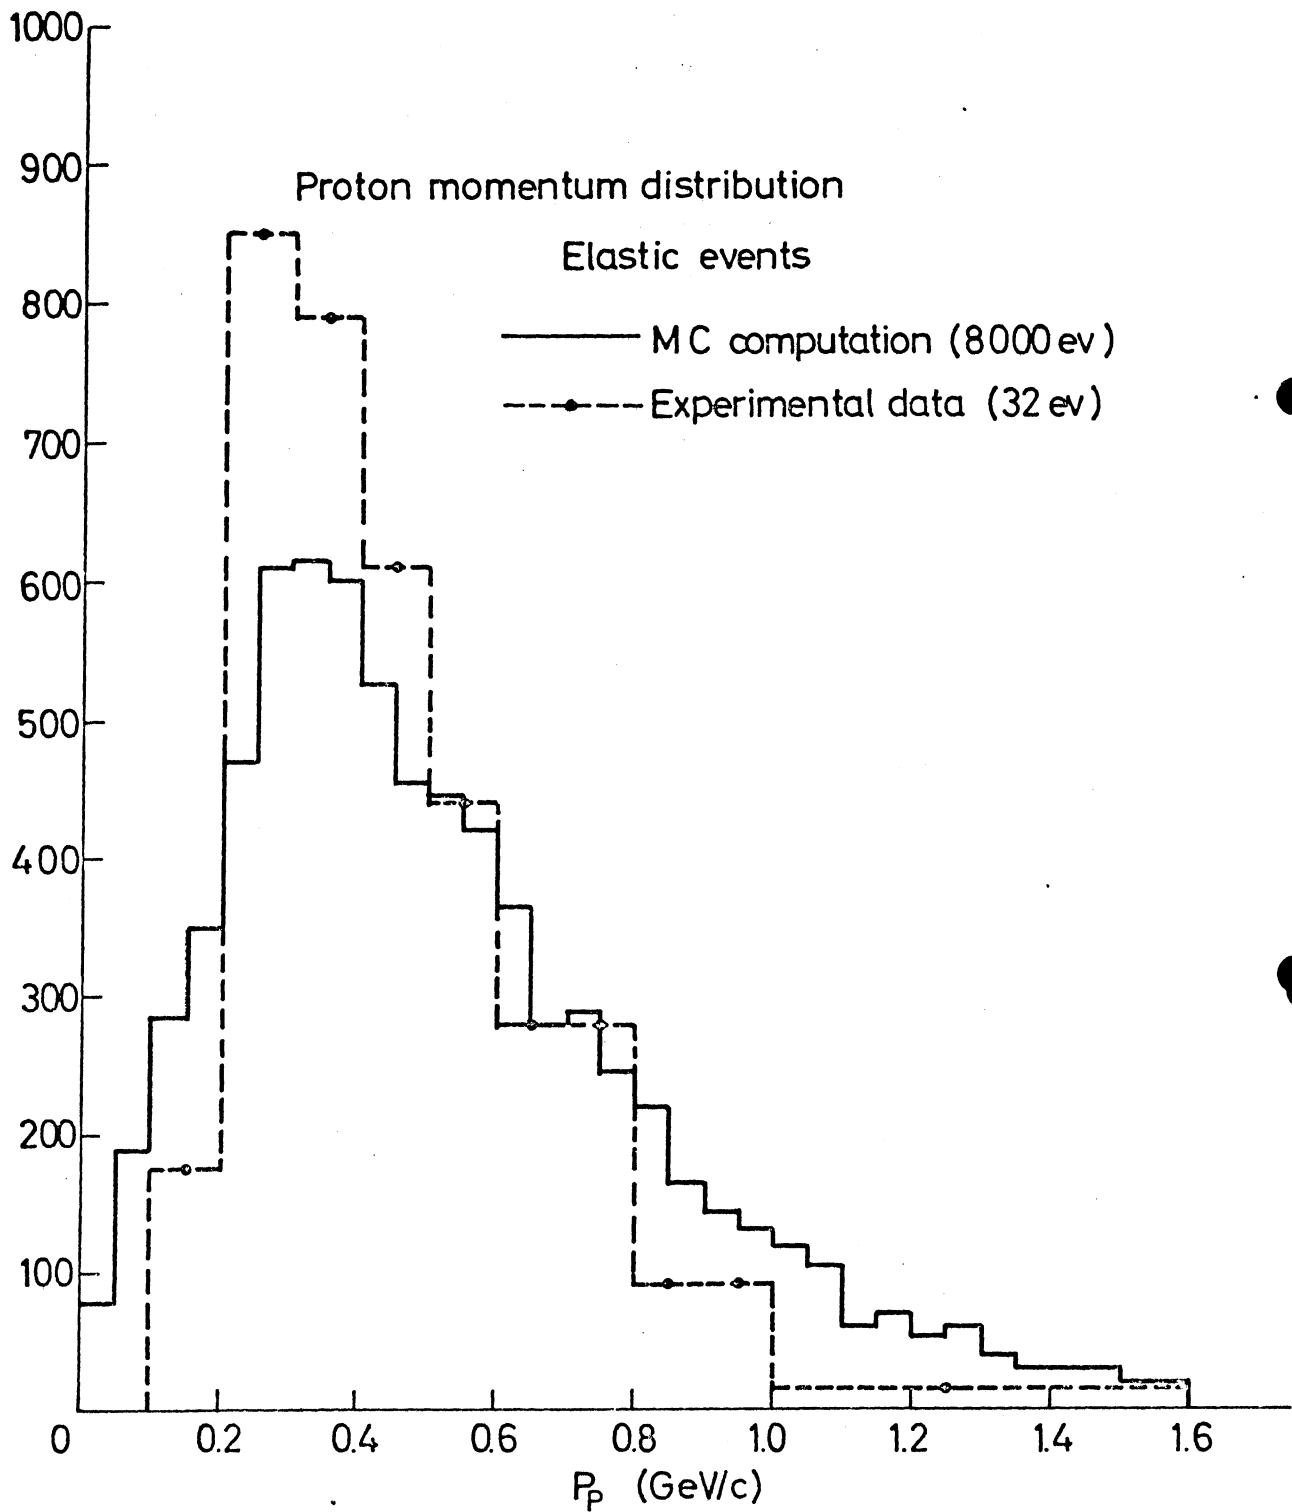 1000
900
Proton momentum distribution
Elastic events
800
MC computation (8000 ev)
Experimental data (32 ev)
700
600
500
400
300
200
100
0 0.2 0.4 0.6 0.8 1.0 1.2 1.4 1.6
Pp (GeV/c)